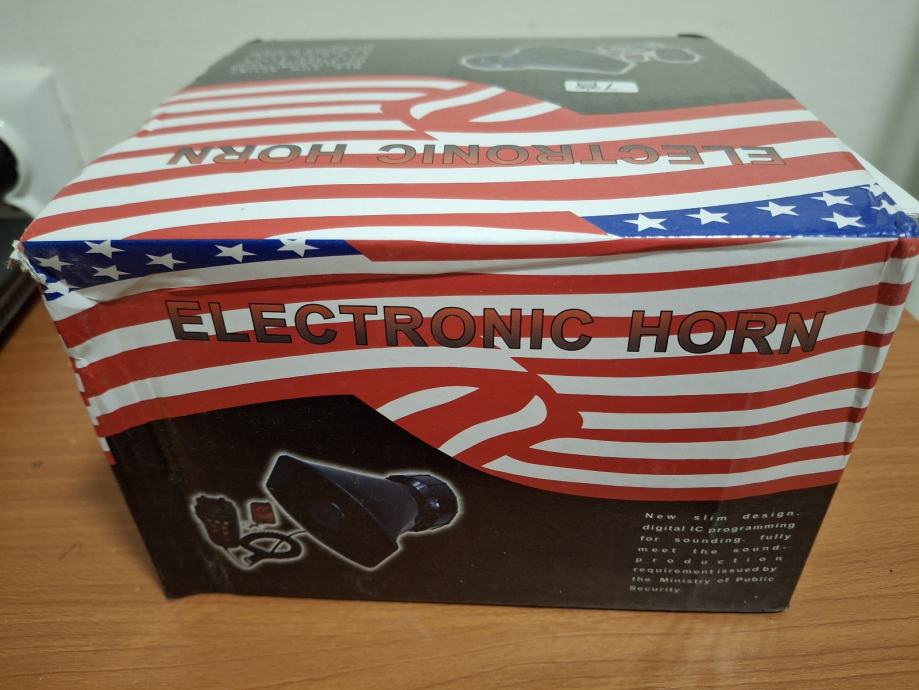 ELECTRONIC HORN
ELECTRONIC HORN
New slim design.
digital IC programming
for sounding. fully
meet the sound-
production
requirement issued by
the Ministry of Public
Security.